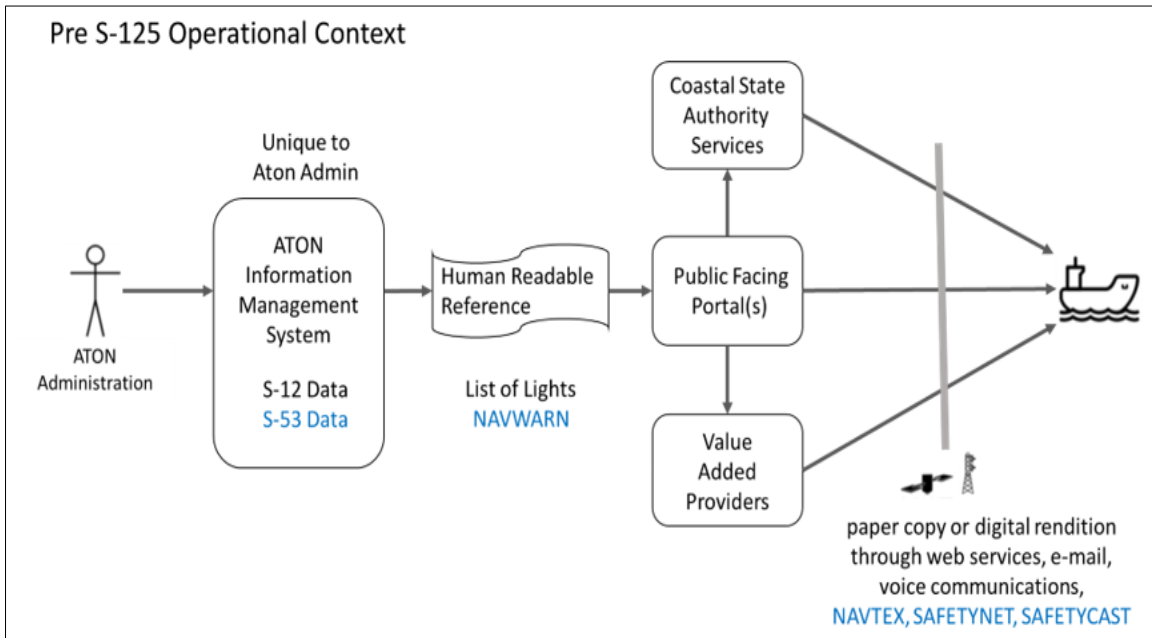 Pre S-125 Operational Context
Unique to
Aton Admin
ATON
Administration
ATON
Information
Management
System
S-12 Data
S-53 Data
Human Readable
Reference
List of Lights
NAVWARN
Coastal State
Authority
Services
Public Facing
Portal(s)
Value
Added
Providers
paper copy or digital rendition
through web services, e-mail,
voice communications,
NAVTEX, SAFETYNET, SAFETYCAST